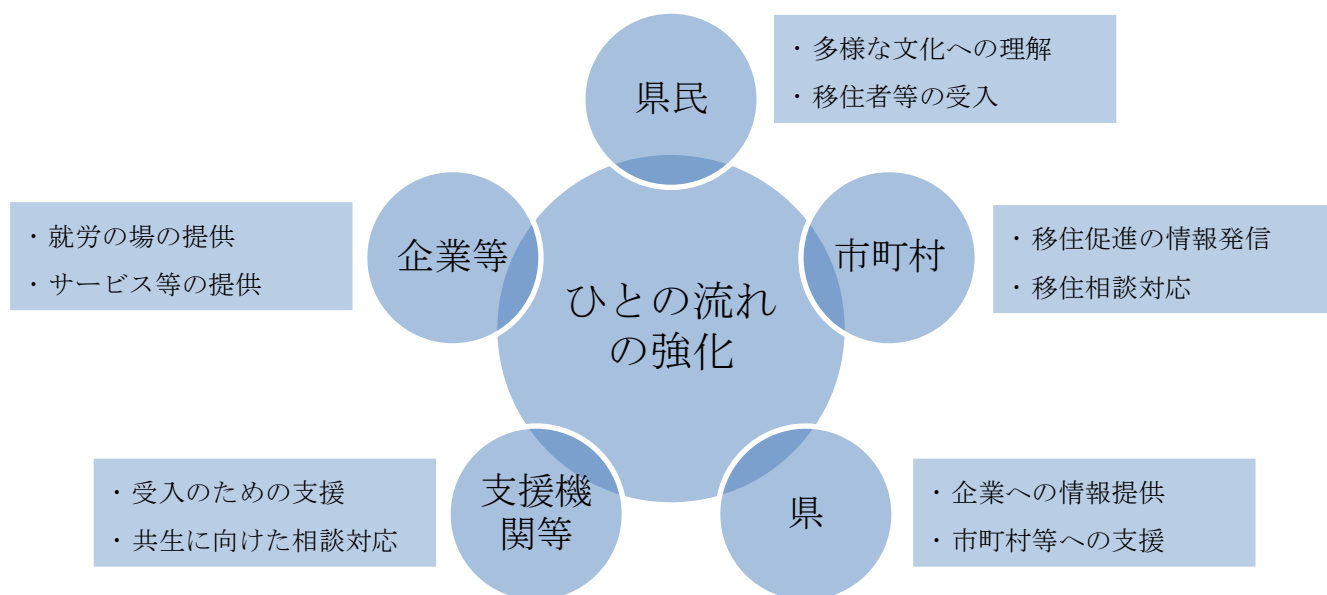 県民
・多様な文化への理解
・移住者等の受入
企業等
・就労の場の提供
・サービス等の提供
市町村
・移住促進の情報発信
・移住相談対応
ひとの流れ
の強化
支援機
関等
・受入のための支援
・共生に向けた相談対応
県
・企業への情報提供
・市町村等への支援